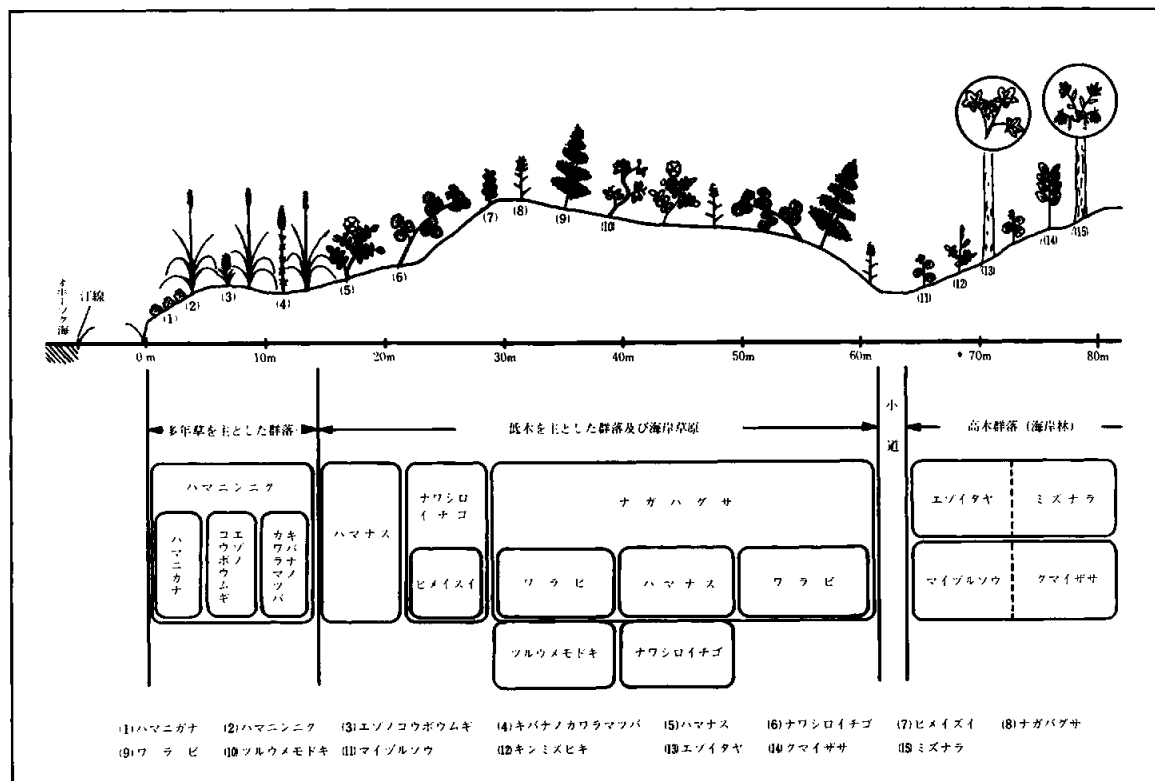 (1)
(2)
(3)
(4)
(5)
(6)
(7)
(8)
(9)
(10)
(11)
(12)
(13)
(14)
(15)
オホーツク海
汀線
0 m
10m
20m
30m
40m
50m
60m
70m
80m
多年草を主とした群落
低木を主とした群落及び海岸草原
小道
高木群落(海岸林)
ハマニンニク
ハマニカナ
エゾノコウボウムギ
キバナノカワラマツバ
ハマナス
ナワシロイチゴ
ヒメイスイ
ナガハグサ
ワラビ
ハマナス
ワラビ
ツルウメモドキ
ナワシロイチゴ
エゾイタヤ
ミズナラ
マイヅルソウ
クマイザサ
(1)ハマニガナ (2)ハマニンニク (3)エゾノコウボウムギ (4)キバナノカワラマツバ (5)ハマナス (6)ナワシロイチゴ (7)ヒメイズイ (8)ナガバグサ
(9)ワラビ (10)ツルウメモドキ (11)マイヅルソウ (12)キンミズヒキ (13)エゾイタヤ (14)クマイザサ (15)ミズナラ